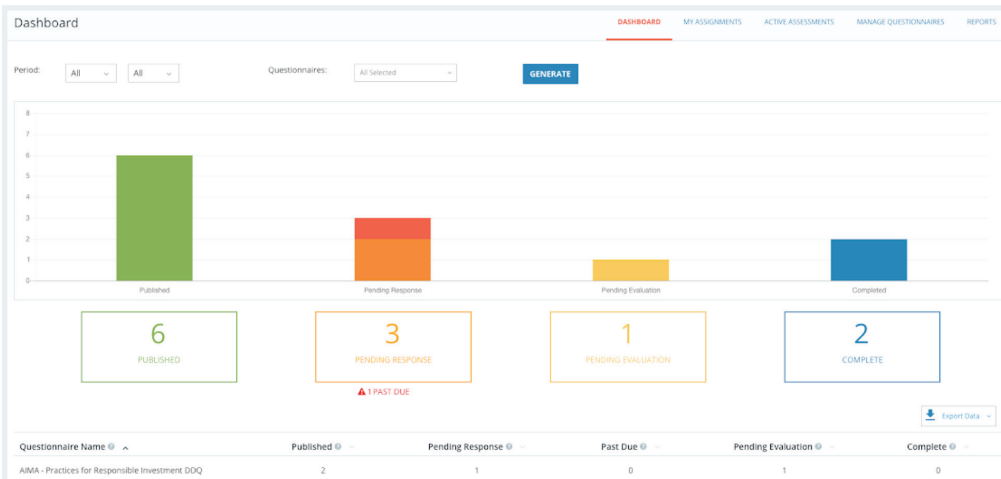 Dashboard
DASHBOARD MY ASSIGNMENTS ACTIVE ASSESSMENTS MANAGE QUESTIONNAIRES REPORTS
Period: All All Questionnaires: All Selected GENERATE
8
7
6
5
4
3
2
1
0
Published Pending Response Pending Evaluation Completed
6 3 1 2
PUBLISHED PENDING RESPONSE PENDING EVALUATION COMPLETE
1 PAST DUE
Export Data
Questionnaire Name Published Pending Response Past Due Pending Evaluation Complete
AIMA - Practices for Responsible Investment DDQ 2 1 0 1 0